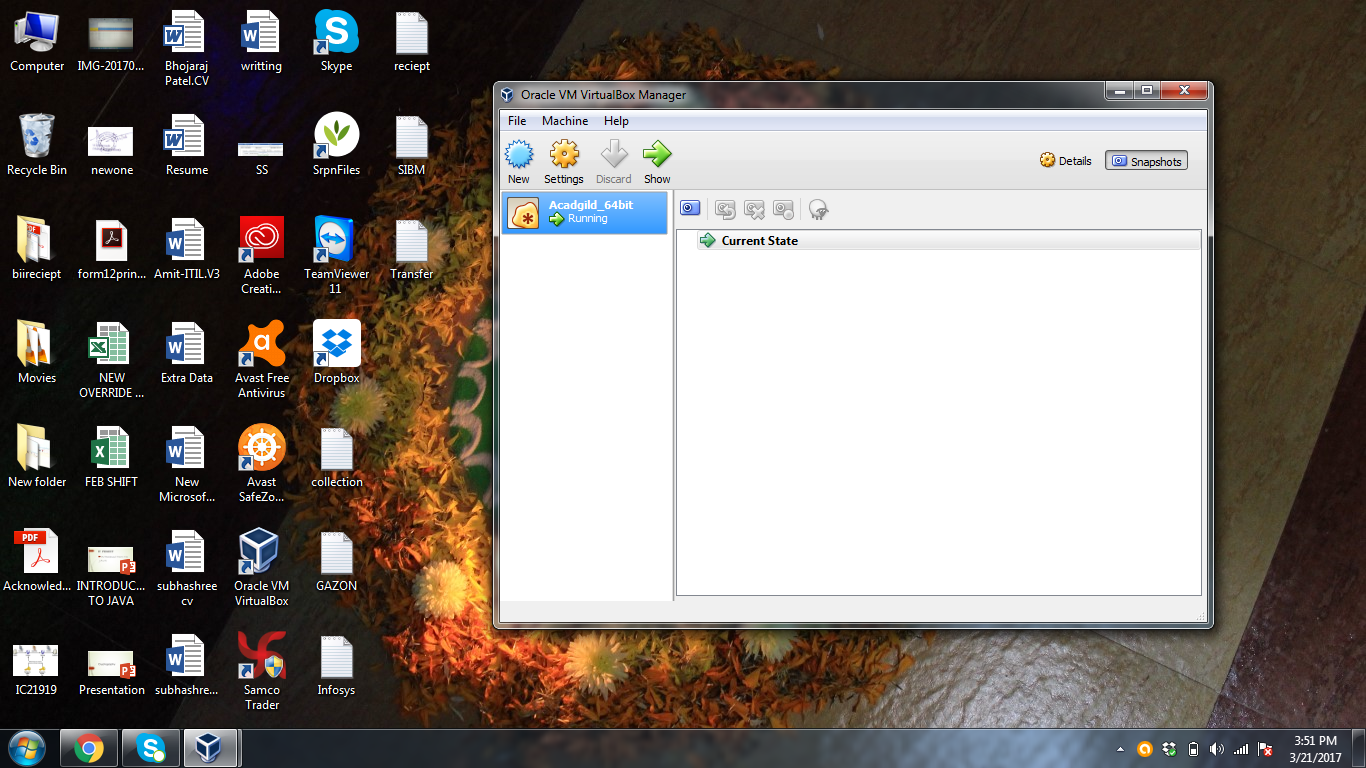 Computer
IMG-20170...
Bhojaraj
Patel.CV
writting
Skype
reciept
Recycle Bin
newone
Resume
SS
SrpnFiles
SIBM
biireciept
form12prin...
Amit-ITIL.V3
Adobe
Creati...
TeamViewer
11
Transfer
Movies
NEW
OVERRIDE ...
Extra Data
Avast Free
Antivirus
Dropbox
New folder
FEB SHIFT
New
Microsof...
Avast
SafeZo...
collection
PDF
Acknowled...
INTRODUC...
TO JAVA
subhashree
cv
Oracle VM
VirtualBox
GAZON
IC21919
Presentation
subhashre...
Samco
Trader
Infosys
Oracle VM VirtualBox Manager
File Machine Help
New Settings Discard Show
Details Snapshots
Acadgild_64bit
Running
Current State
3:51 PM
3/21/2017